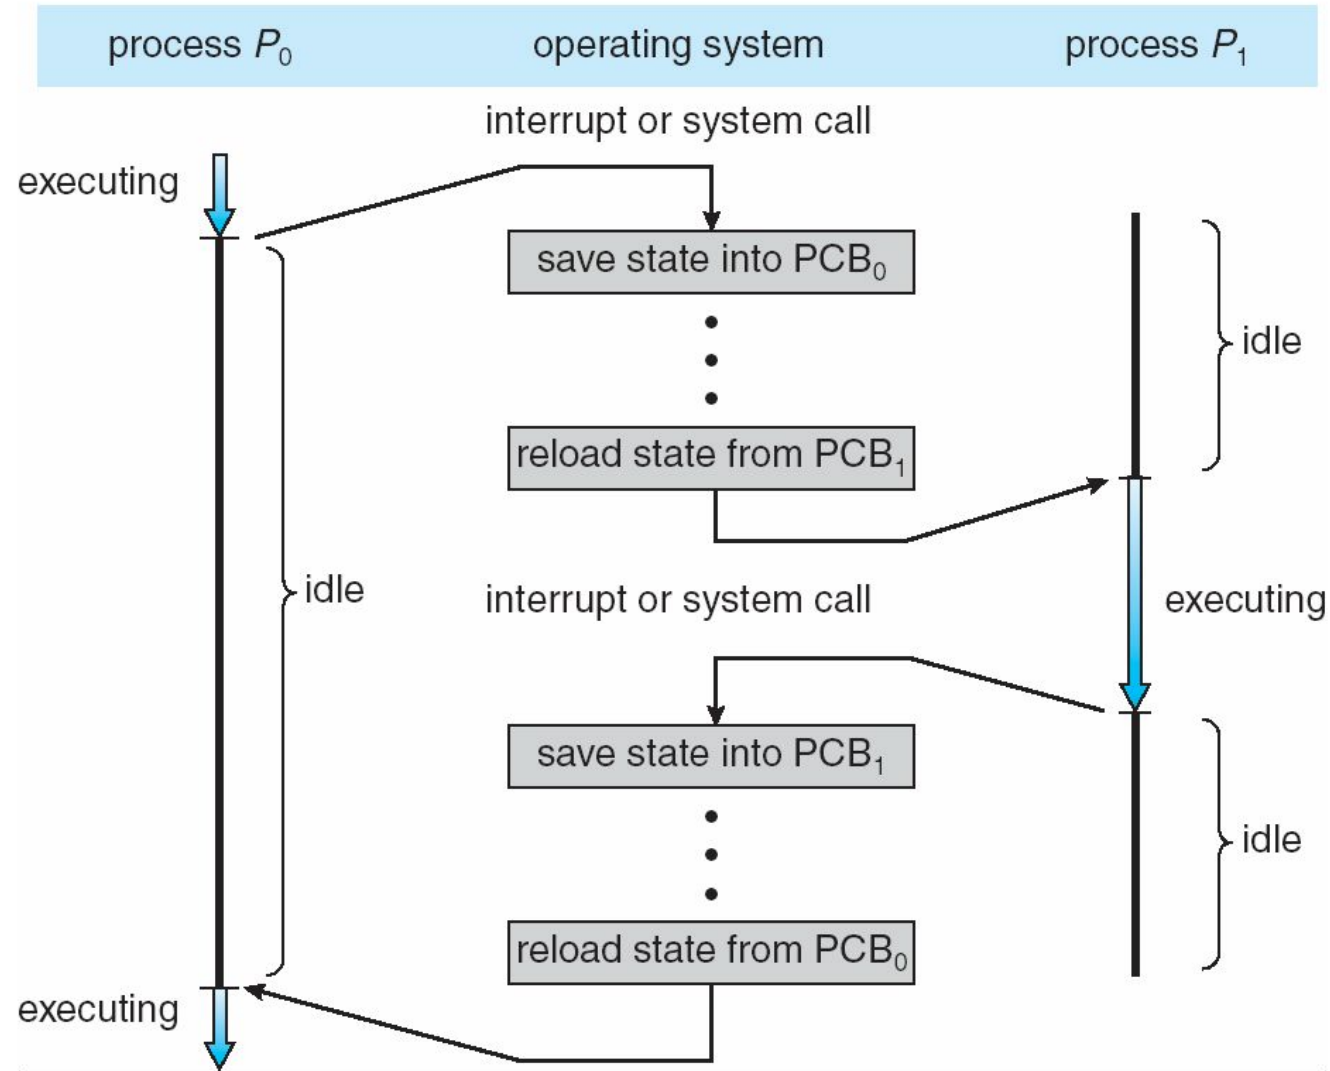 process P₀ operating system process P₁
interrupt or system call
executing
save state into PCB₀
idle
reload state from PCB₁
idle
interrupt or system call
executing
save state into PCB₁
idle
reload state from PCB₀
executing